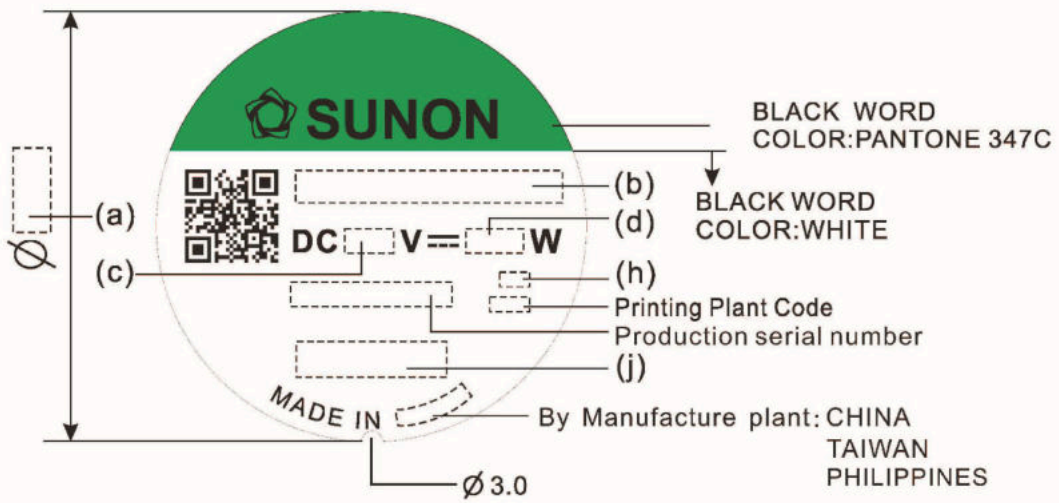 SUNON
BLACK WORD
COLOR:PANTONE 347C
(b)
BLACK WORD
COLOR:WHITE
(a)
DC V⎓ W
(d)
(c)
(h)
Printing Plant Code
Production serial number
(j)
MADE IN
By Manufacture plant: CHINA
TAIWAN
PHILIPPINES
Ø
Ø 3.0